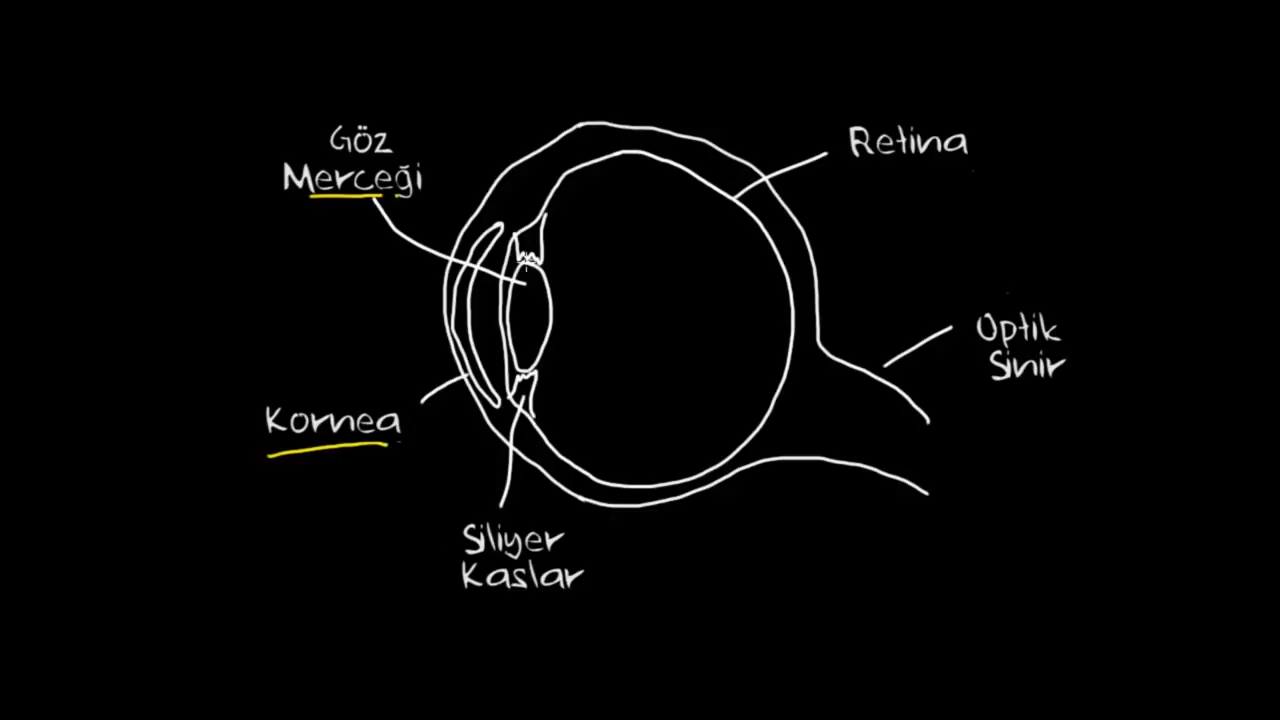 Göz
Merceği
Retina
Optik
Sinir
Kornea
Siliyer
Kaslar